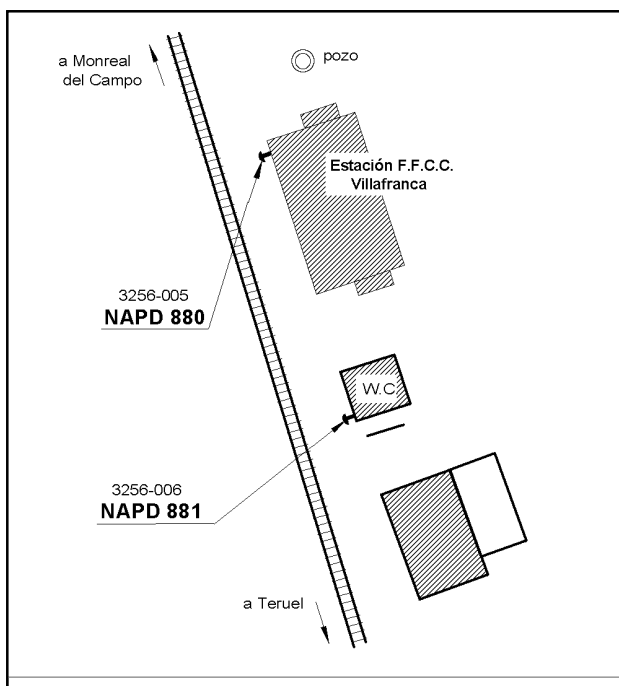 a Monreal
del Campo
pozo
Estación F.F.C.C.
Villafranca
3256-005
NAPD 880
W.C
3256-006
NAPD 881
a Teruel